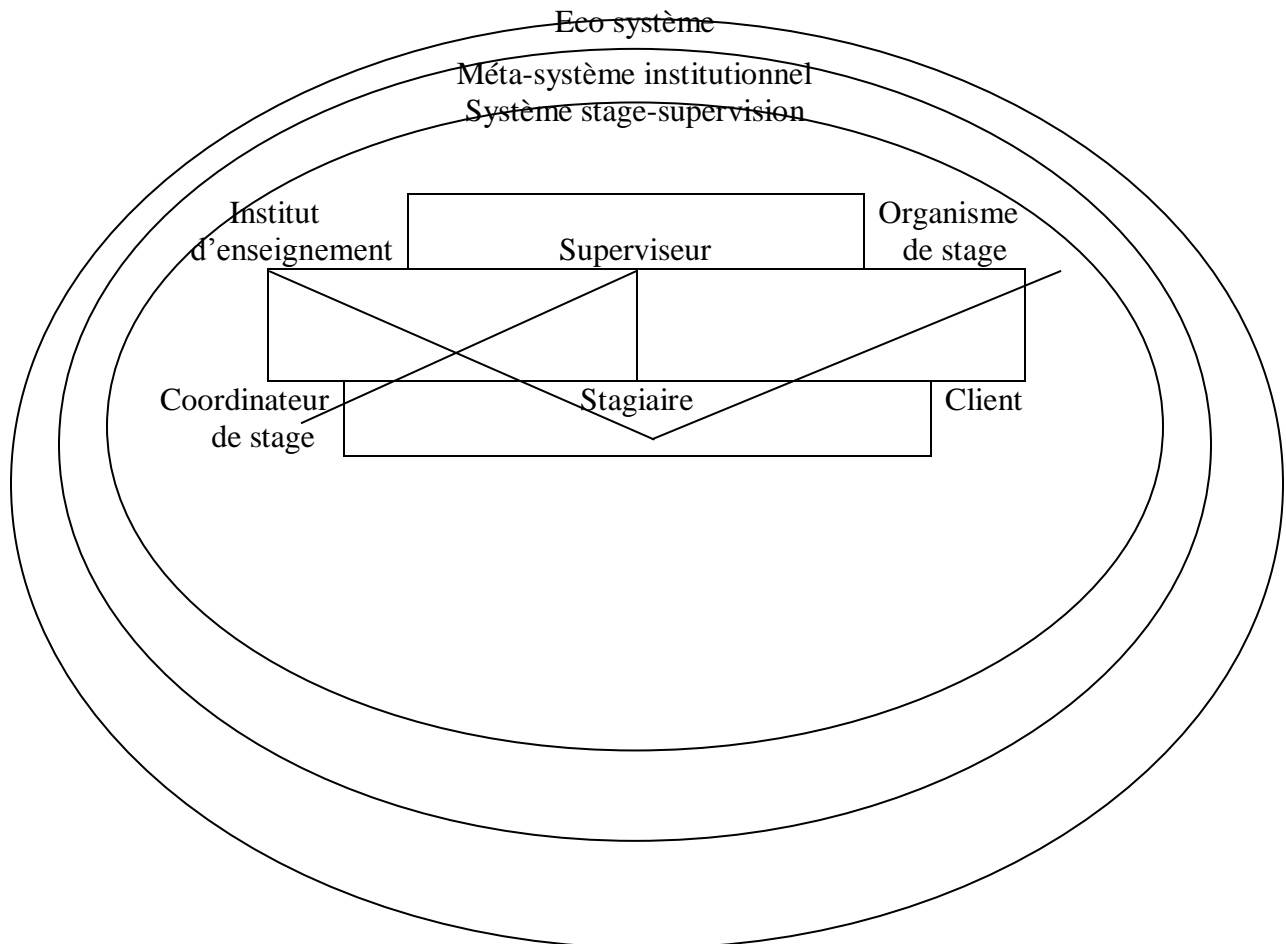 Eco système
Méta-système institutionnel
Système stage-supervision
Institut
d'enseignement
Superviseur
Organisme
de stage
Coordinateur
de stage
Stagiaire
Client